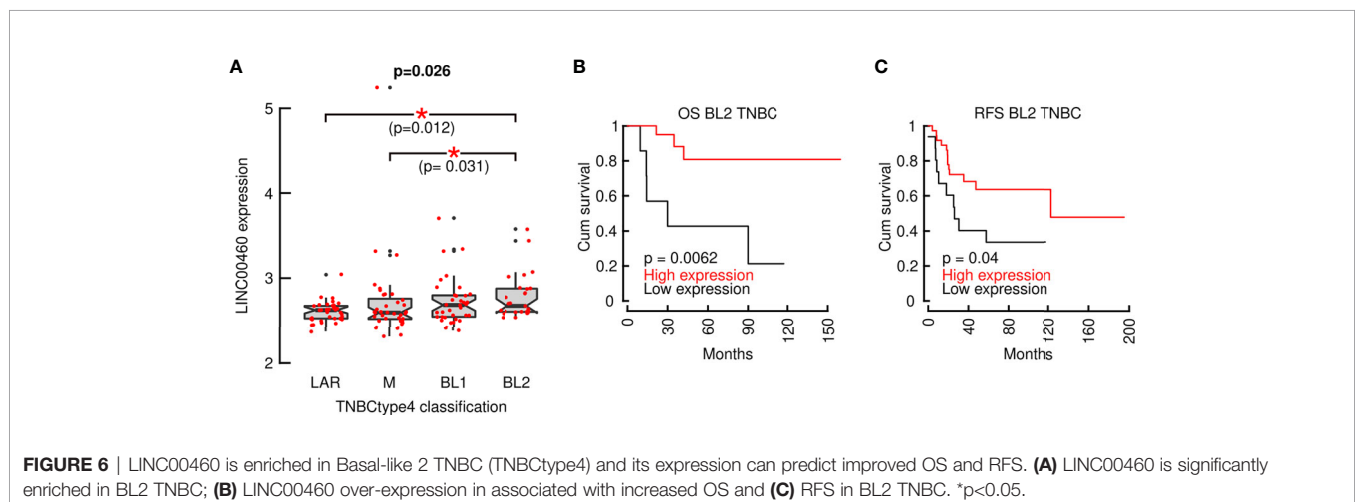 A
p=0.026
(p=0.012)
(p= 0.031)
LINC00460 expression
5
4
3
2
LAR M BL1 BL2
TNBCtype4 classification
B
OS BL2 TNBC
Cum survival
1
0.8
0.6
0.4
0.2
p = 0.0062
High expression
Low expression
0 30 60 90 120 150
Months
C
RFS BL2 TNBC
Cum survival
1
0.8
0.6
0.4
0.2
p = 0.04
High expression
Low expression
0 40 80 120 160 200
Months
FIGURE 6 | LINC00460 is enriched in Basal-like 2 TNBC (TNBCtype4) and its expression can predict improved OS and RFS. (A) LINC00460 is significantly
enriched in BL2 TNBC; (B) LINC00460 over-expression in associated with increased OS and (C) RFS in BL2 TNBC. *p<0.05.